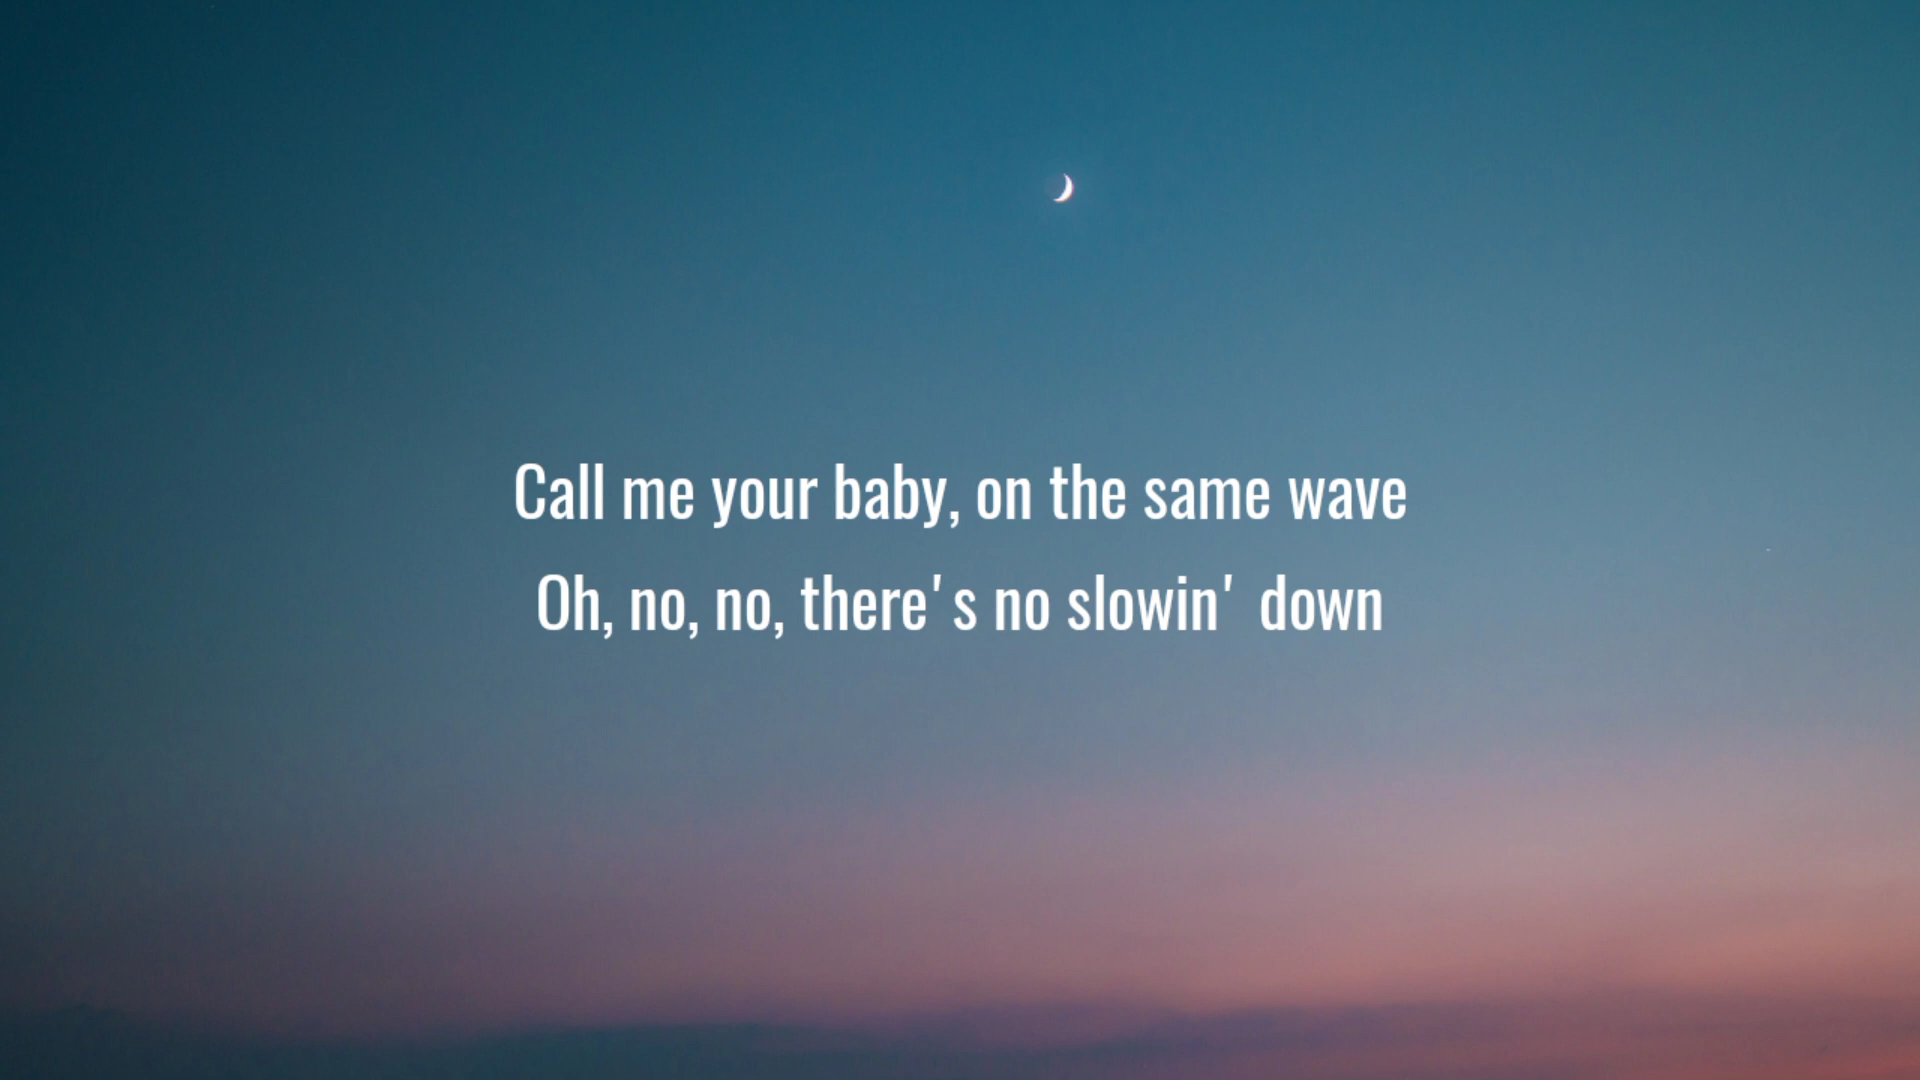 Call me your baby, on the same wave
Oh, no, no, there's no slowin' down